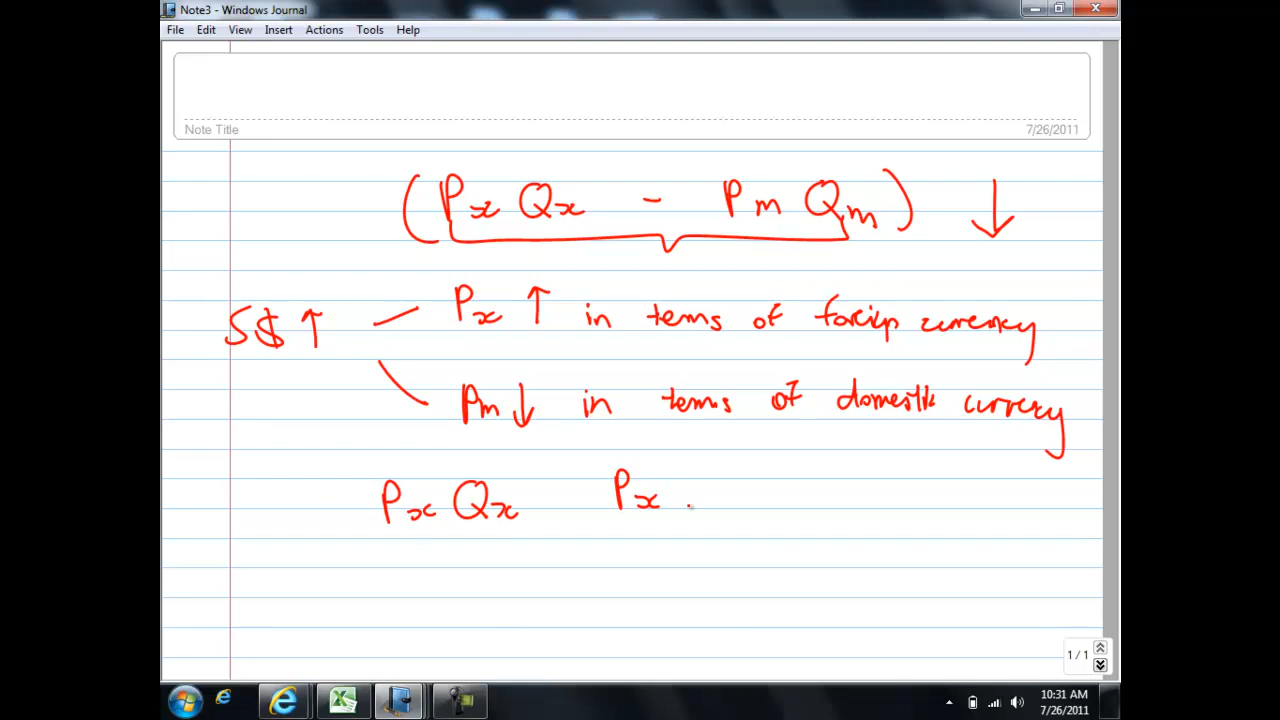 Note3 - Windows Journal
File Edit View Insert Actions Tools Help
Note Title 7/26/2011
(Px Qx - Pm Qm) ↓
S$ ↑ Px ↑ in terms of foreign currency
Pm ↓ in terms of domestic currency
Px Qx Px .
1 / 1
10:31 AM
7/26/2011